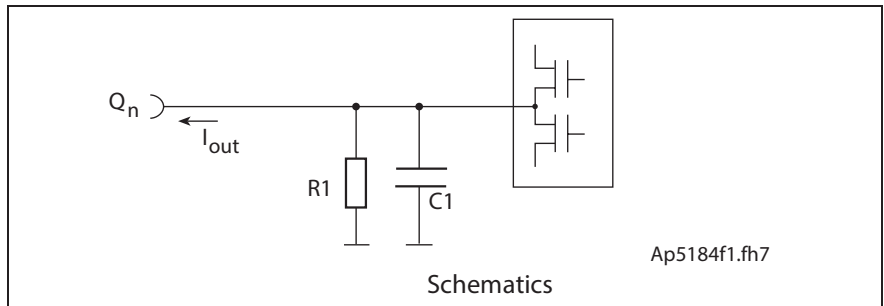 Qn
Iout
R1
C1
Ap5184f1.fh7
Schematics